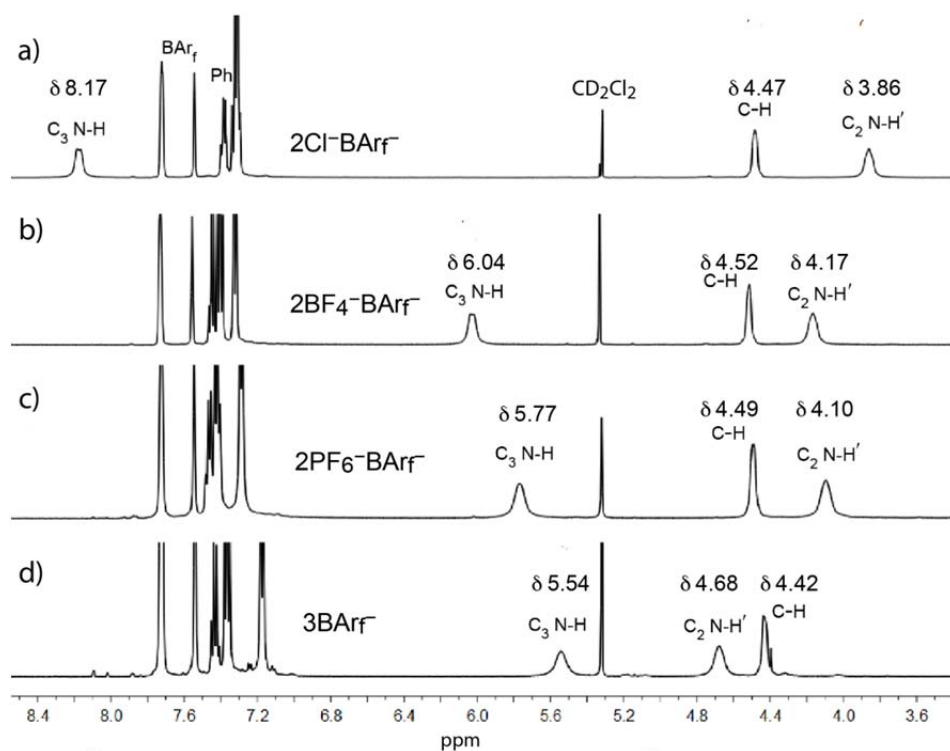 a)
BArf
Ph
δ 8.17
C3 N-H
2Cl⁻BArf⁻
CD2Cl2
δ 4.47
C-H
δ 3.86
C2 N-H′
b)
2BF4⁻BArf⁻
δ 6.04
C3 N-H
δ 4.52
C-H
δ 4.17
C2 N-H′
c)
2PF6⁻BArf⁻
δ 5.77
C3 N-H
δ 4.49
C-H
δ 4.10
C2 N-H′
d)
3BArf⁻
δ 5.54
C3 N-H
δ 4.68
C2 N-H′
δ 4.42
C-H
8.4 8.0 7.6 7.2 6.8 6.4 6.0 5.6 5.2 4.8 4.4 4.0 3.6
ppm